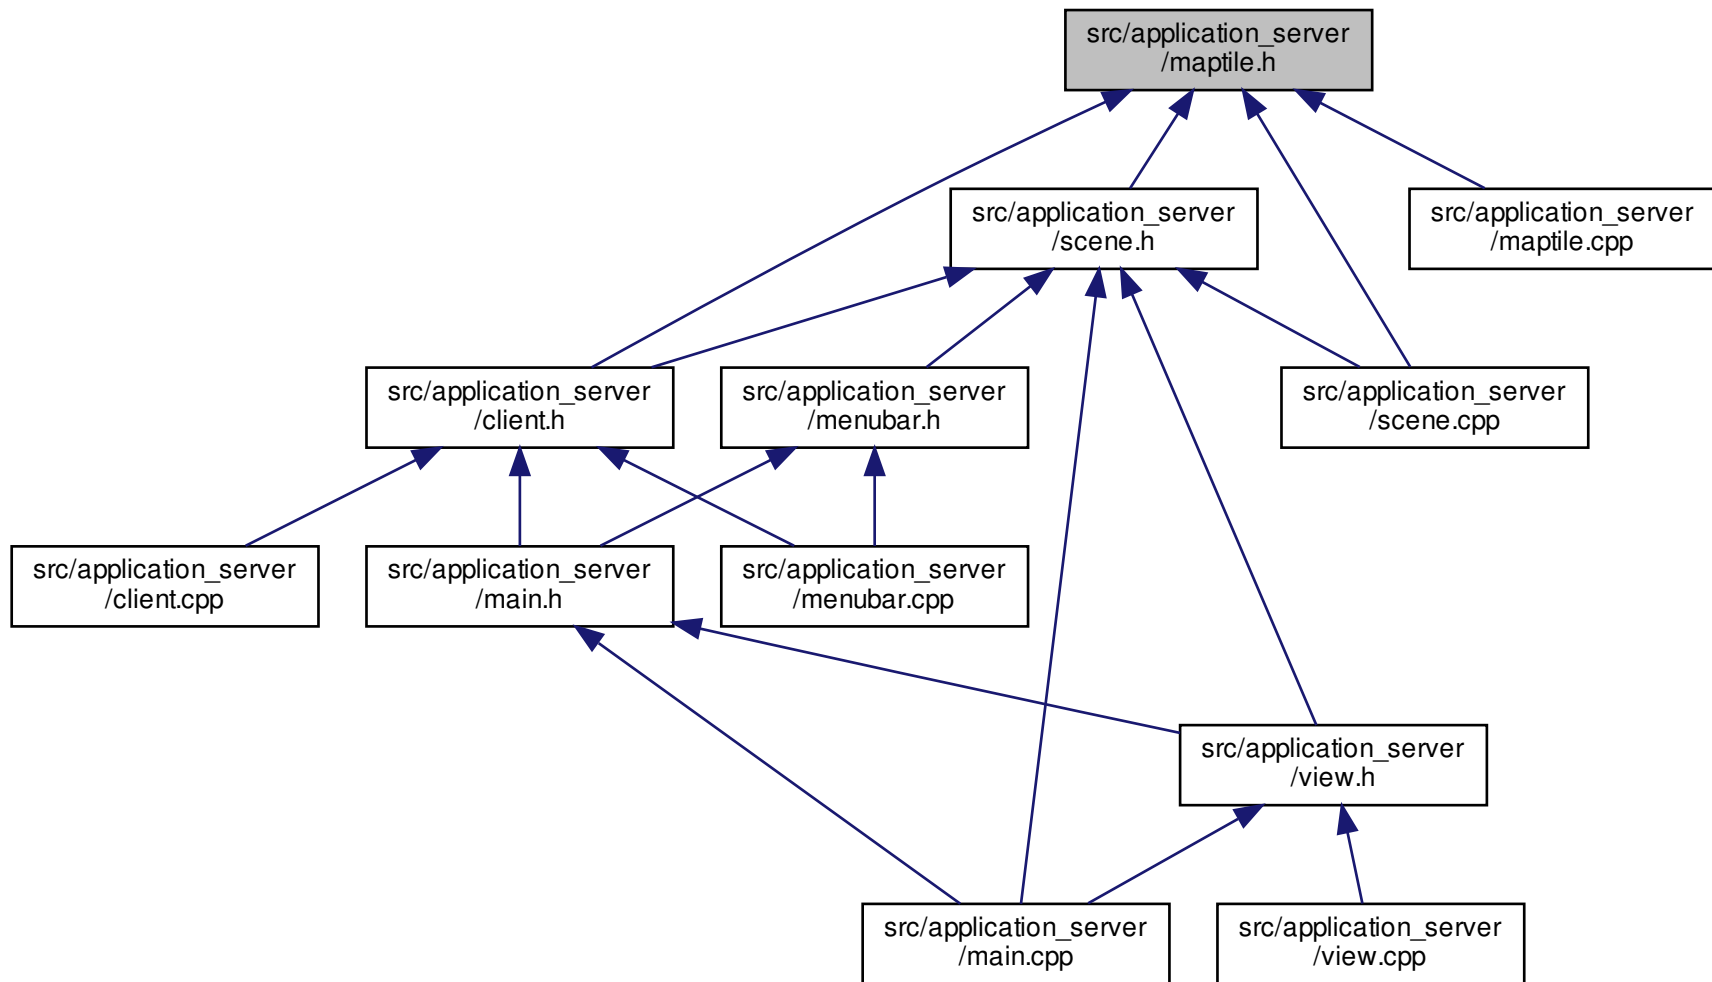 src/application_server
/maptile.h
src/application_server
/scene.h
src/application_server
/maptile.cpp
src/application_server
/client.h
src/application_server
/menubar.h
src/application_server
/scene.cpp
src/application_server
/client.cpp
src/application_server
/main.h
src/application_server
/menubar.cpp
src/application_server
/view.h
src/application_server
/main.cpp
src/application_server
/view.cpp